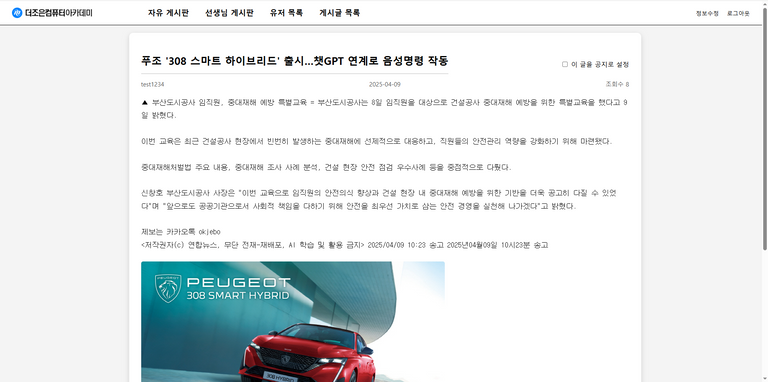 더조은컴퓨터아카데미
자유 게시판 선생님 게시판 유저 목록 게시글 목록
정보수정 로그아웃
푸조 '308 스마트 하이브리드' 출시...챗GPT 연계로 음성명령 작동
이 글을 공지로 설정
test1234 2025-04-09 조회수 8
▲ 부산도시공사 임직원, 중대재해 예방 특별교육 = 부산도시공사는 8일 임직원을 대상으로 건설공사 중대재해 예방을 위한 특별교육을 했다고 9
일 밝혔다.
이번 교육은 최근 건설공사 현장에서 빈번히 발생하는 중대재해에 선제적으로 대응하고, 직원들의 안전관리 역량을 강화하기 위해 마련됐다.
중대재해처벌법 주요 내용, 중대재해 조사 사례 분석, 건설 현장 안전 점검 우수사례 등을 중점적으로 다뤘다.
신창호 부산도시공사 사장은 "이번 교육으로 임직원의 안전의식 향상과 건설 현장 내 중대재해 예방을 위한 기반을 더욱 공고히 다질 수 있었
다"며 "앞으로도 공공기관으로서 사회적 책임을 다하기 위해 안전을 최우선 가치로 삼는 안전 경영을 실천해 나가겠다"고 밝혔다.
제보는 카카오톡 okjebo
<저작권자(c) 연합뉴스, 무단 전재-재배포, AI 학습 및 활용 금지> 2025/04/09 10:23 송고 2025년04월09일 10시23분 송고
PEUGEOT
308 SMART HYBRID
308 HYBRID